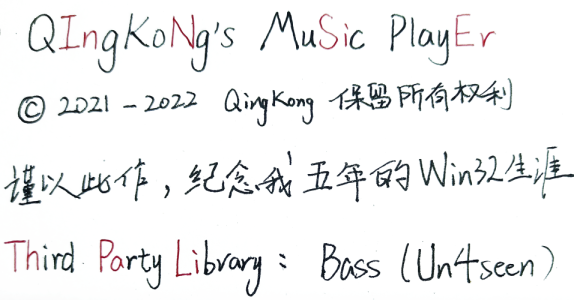 QIngKoNg's MuSic PlayEr
© 2021-2022 QingKong 保留所有权利
谨以此作，纪念我五年的Win32生涯
Third Party Library: Bass (Un4seen)